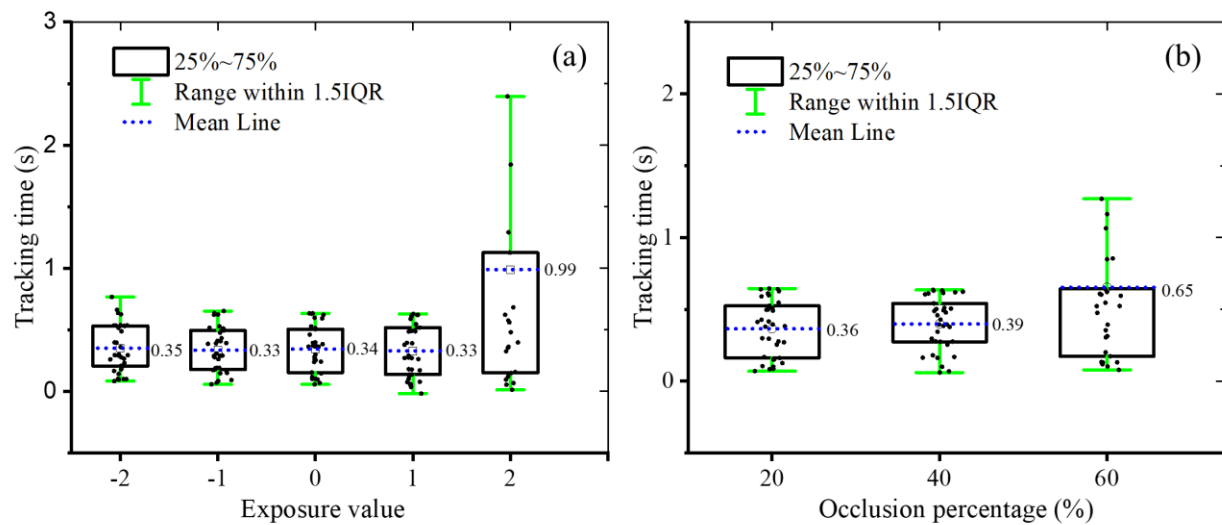 (a)
25%~75%
Range within 1.5IQR
Mean Line
3
2
1
0
Tracking time (s)
0.35
0.33
0.34
0.33
0.99
-2
-1
0
1
2
Exposure value
(b)
25%~75%
Range within 1.5IQR
Mean Line
2
1
0
Tracking time (s)
0.36
0.39
0.65
20
40
60
Occlusion percentage (%)